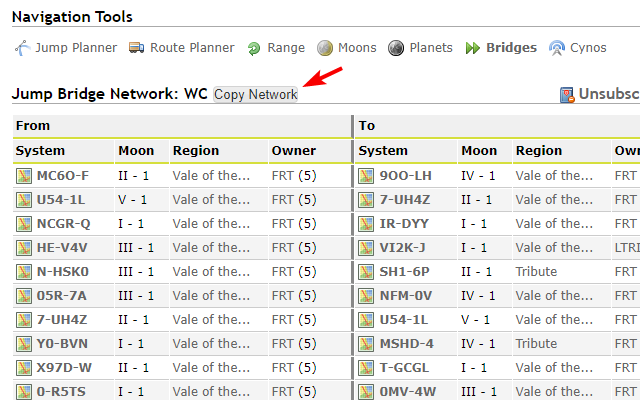 Navigation Tools
Jump Planner Route Planner Range Moons Planets Bridges Cynos
Jump Bridge Network: WC Copy Network Unsubsc
From To
System Moon Region Owner System Moon Region Own
MC6O-F II - 1 Vale of the... FRT (5) 9OO-LH IV - 1 Vale of the... FRT
U54-1L V - 1 Vale of the... FRT (5) 7-UH4Z II - 1 Vale of the... FRT
NCGR-Q I - 1 Vale of the... FRT (5) IR-DYY I - 1 Vale of the... FRT
HE-V4V III - 1 Vale of the... FRT (5) VI2K-J I - 1 Vale of the... LTRI
N-HSK0 III - 1 Vale of the... FRT (5) SH1-6P II - 1 Tribute FRT
05R-7A III - 1 Vale of the... FRT (5) NFM-0V IV - 1 Vale of the... FRT
7-UH4Z II - 1 Vale of the... FRT (5) U54-1L V - 1 Vale of the... FRT
Y0-BVN I - 1 Vale of the... FRT (5) MSHD-4 IV - 1 Tribute FRT
X97D-W II - 1 Vale of the... FRT (5) T-GCGL I - 1 Vale of the... FRT
0-R5TS I - 1 Vale of the... FRT (5) 0MV-4W III - 1 Vale of the... FRT